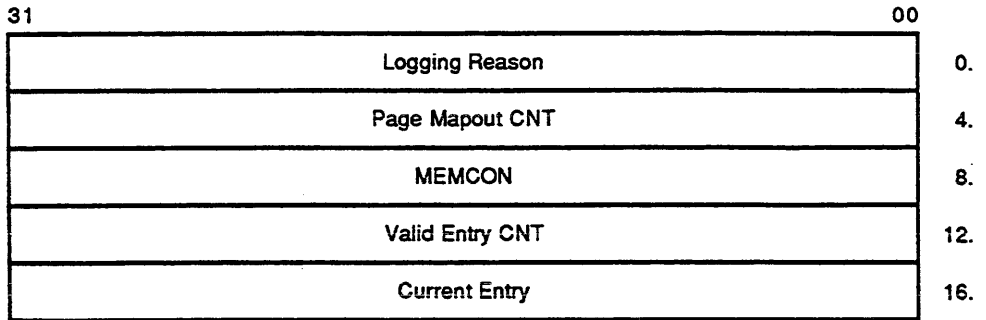 31 00
Logging Reason 0.
Page Mapout CNT 4.
MEMCON 8.
Valid Entry CNT 12.
Current Entry 16.